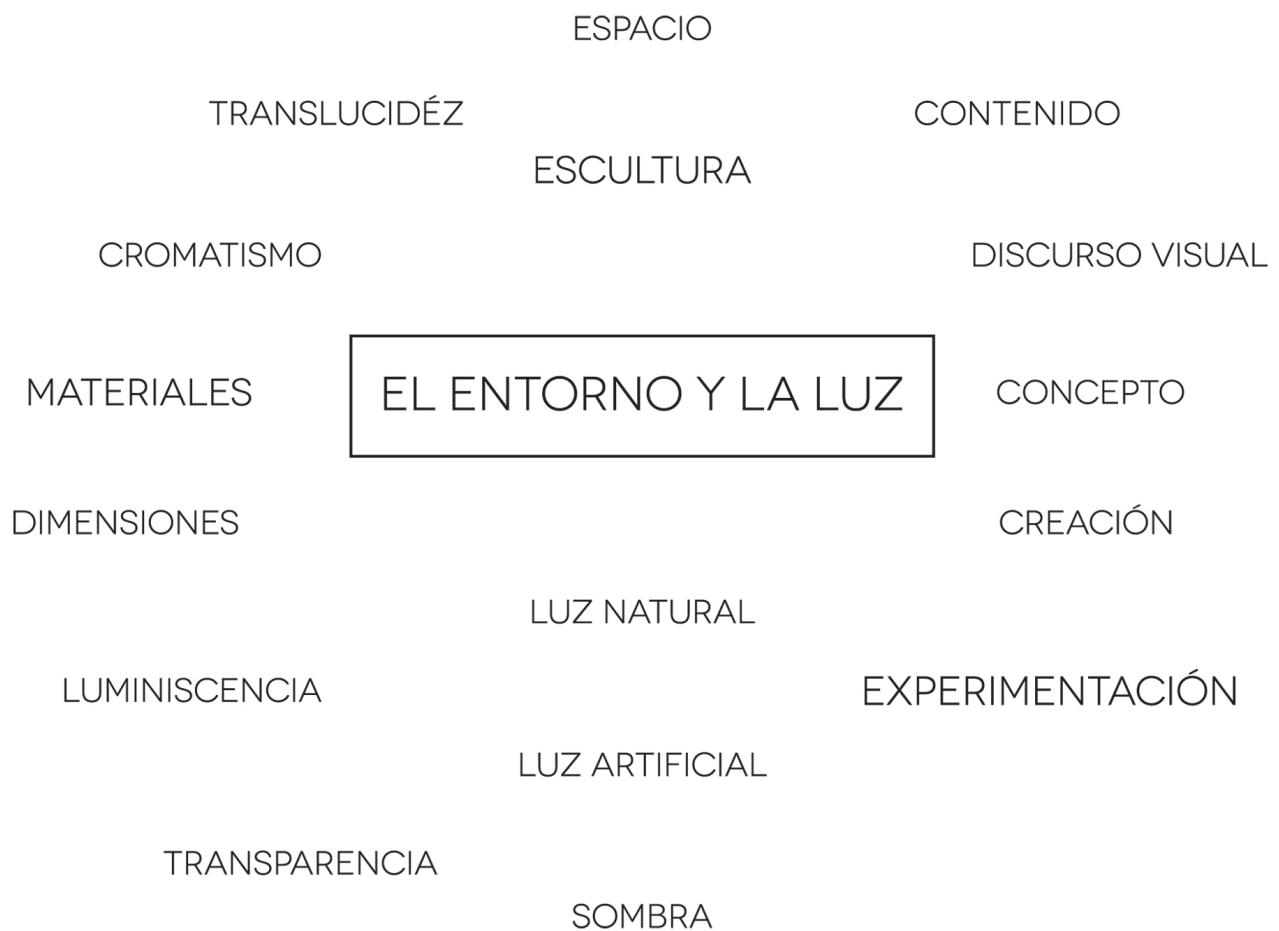 ESPACIO
TRANSLUCIDÉZ
CONTENIDO
ESCULTURA
CROMATISMO
DISCURSO VISUAL
MATERIALES
EL ENTORNO Y LA LUZ
CONCEPTO
DIMENSIONES
CREACIÓN
LUZ NATURAL
LUMINISCENCIA
EXPERIMENTACIÓN
LUZ ARTIFICIAL
TRANSPARENCIA
SOMBRA